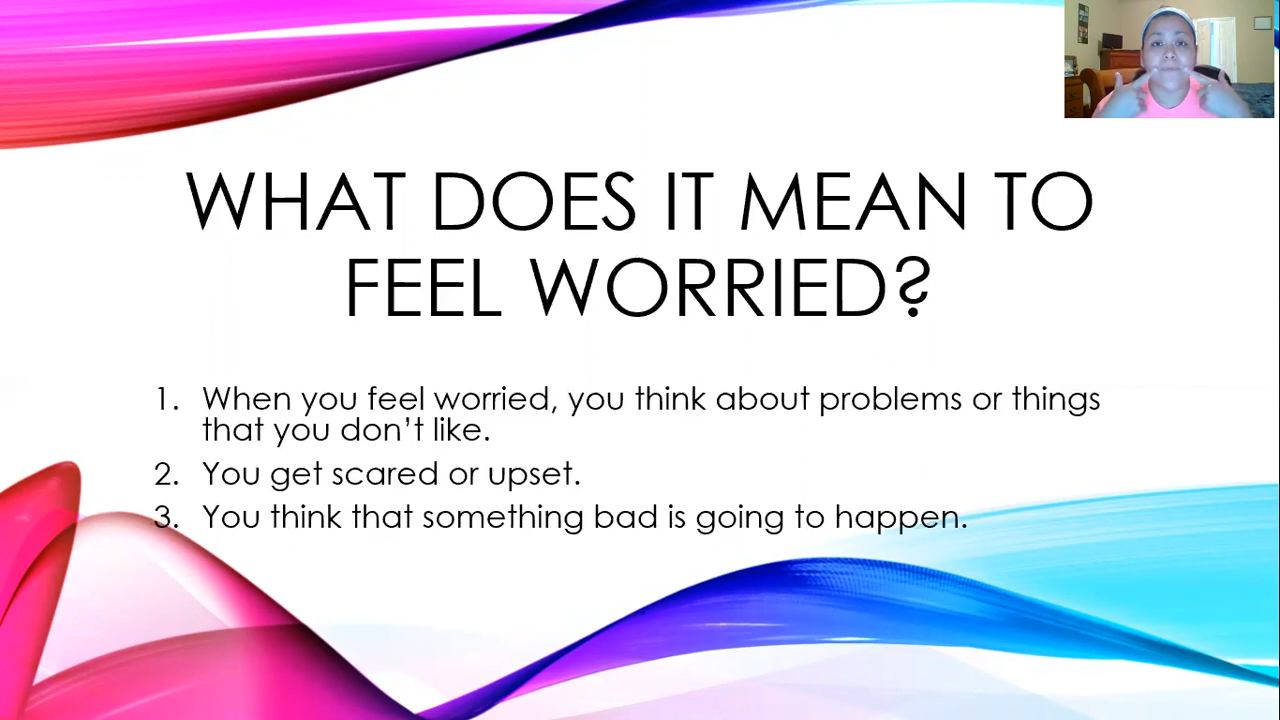 WHAT DOES IT MEAN TO
FEEL WORRIED?
1. When you feel worried, you think about problems or things
that you don't like.
2. You get scared or upset.
3. You think that something bad is going to happen.